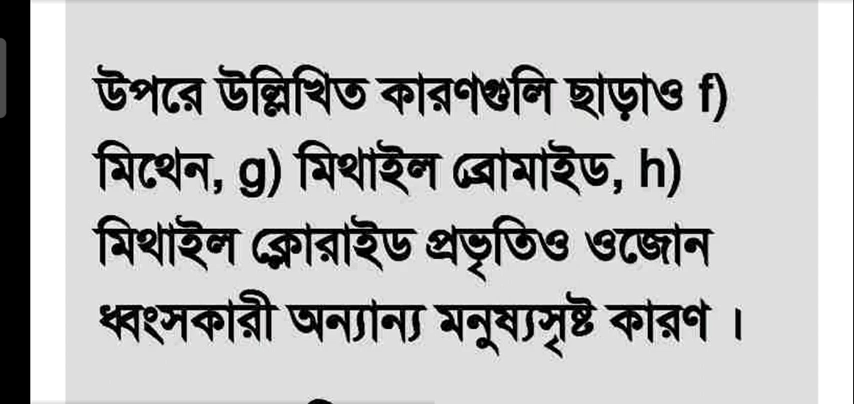 উপরে উল্লিখিত কারণগুলি ছাড়াও f)
মিথেন, g) মিথাইল ব্রোমাইড, h)
মিথাইল ক্লোরাইড প্রভৃতিও ওজোন
ধ্বংসকারী অন্যান্য মনুষ্যসৃষ্ট কারণ ।